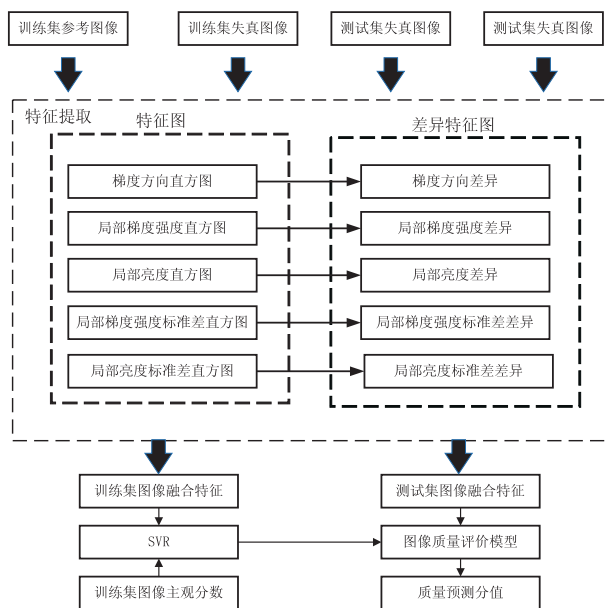 训练集参考图像
训练集失真图像
测试集失真图像
测试集失真图像
特征提取
特征图
差异特征图
梯度方向直方图
梯度方向差异
局部梯度强度直方图
局部梯度强度差异
局部亮度直方图
局部亮度差异
局部梯度强度标准差直方图
局部梯度强度标准差差异
局部亮度标准差直方图
局部亮度标准差差异
训练集图像融合特征
测试集图像融合特征
SVR
图像质量评价模型
训练集图像主观分数
质量预测分值